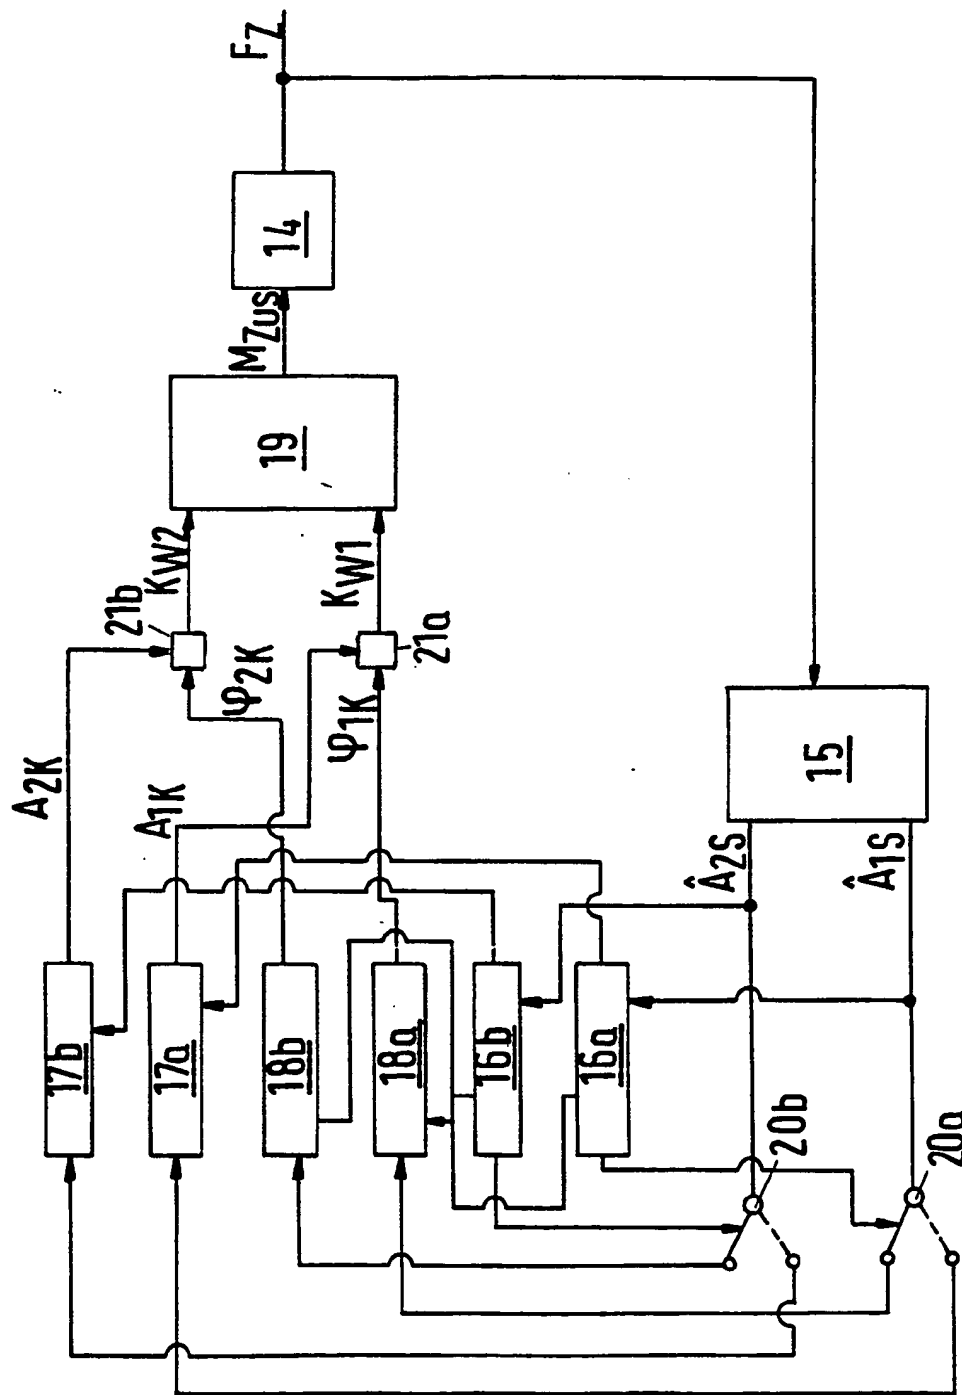 F_Z
14
M_Zus
19
K_W2
K_W1
21b
21a
φ_2K
φ_1K
A_2K
A_1K
15
Â_2S
Â_1S
17b
17a
18b
18a
16b
16a
20b
20a